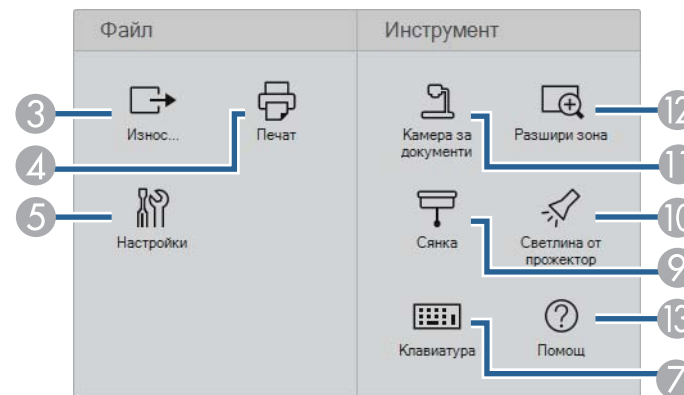 Файл
Инструмент
3
Износ...
4
Печат
5
Настройки
Камера за
документи
11
Разшири зона
12
Сянка
9
Светлина от
прожектор
10
Клавиатура
7
Помощ
13